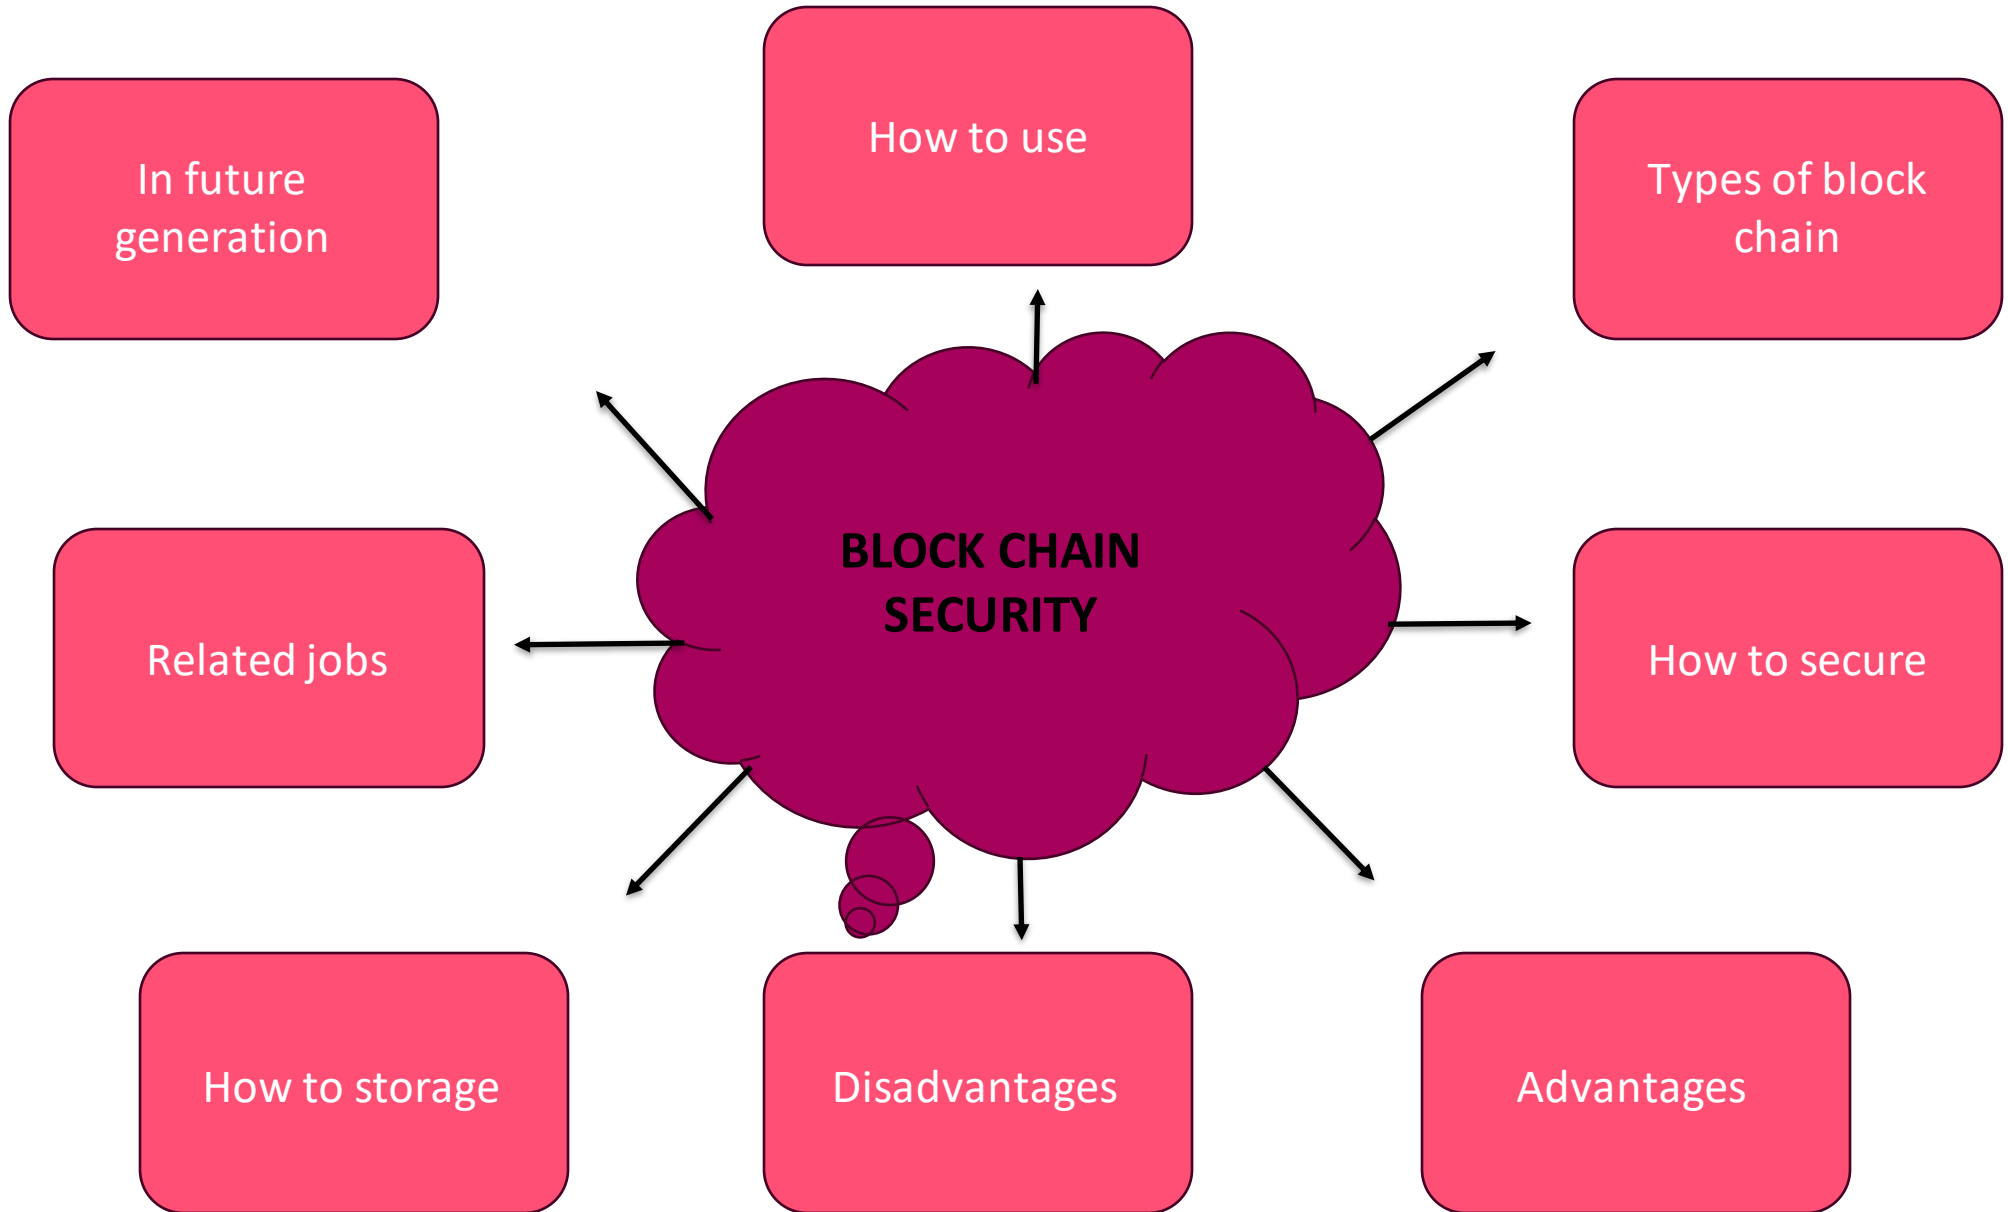 How to use
In future
generation
Types of block
chain
BLOCK CHAIN
SECURITY
Related jobs
How to secure
How to storage
Disadvantages
Advantages